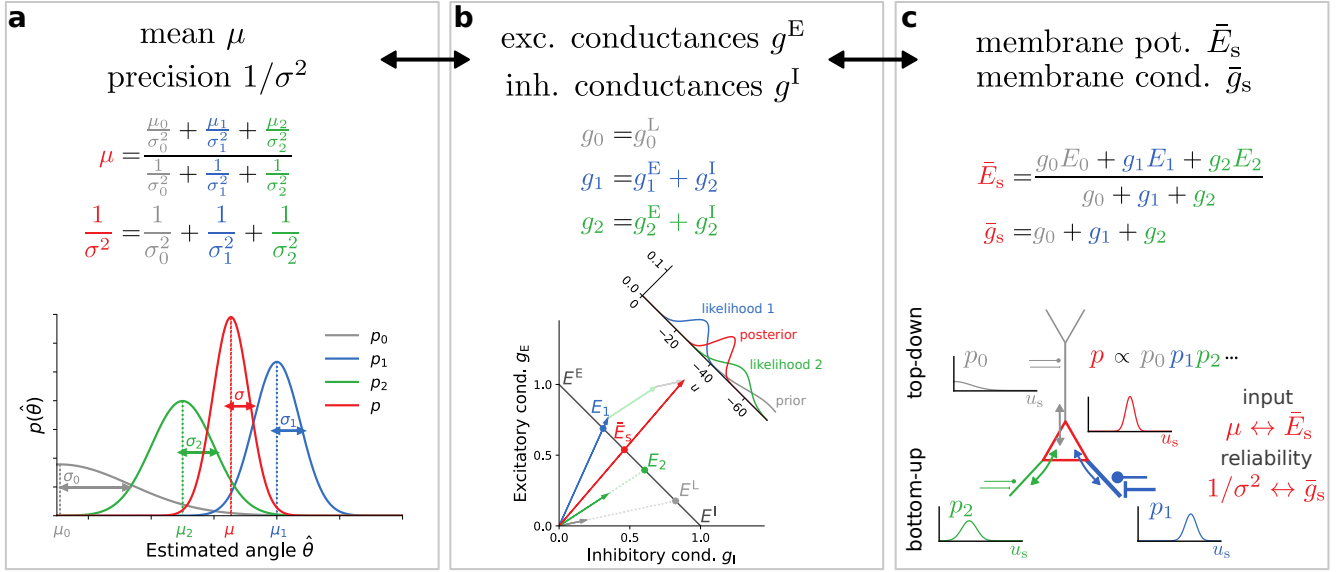 a
mean μ
precision 1/σ²
μ = (μ₀/σ₀² + μ₁/σ₁² + μ₂/σ₂²) / (1/σ₀² + 1/σ₁² + 1/σ₂²)
1/σ² = 1/σ₀² + 1/σ₁² + 1/σ₂²
p₀
p₁
p₂
p
σ
σ₁
σ₂
σ₀
p(θ̂)
μ₀ μ₂ μ μ₁
Estimated angle θ̂
b
exc. conductances gᴱ
inh. conductances gᴵ
g₀ =g₀ᴸ
g₁ =g₁ᴱ + g₂ᴵ
g₂ =g₂ᴱ + g₂ᴵ
0.1
0.0
0
−20
−40
−60
u
likelihood 1
posterior
likelihood 2
prior
Excitatory cond. g_E
1.0
0.5
0.0
Eᴱ
E₁
Ē_s
E₂
Eᴸ
Eᴵ
0.0 0.5 1.0
Inhibitory cond. g_I
c
membrane pot. Ē_s
membrane cond. ḡ_s
Ē_s = (g₀E₀ + g₁E₁ + g₂E₂) / (g₀ + g₁ + g₂)
ḡ_s =g₀ + g₁ + g₂
top-down
p₀
u_s
p ∝ p₀ p₁p₂ ···
u_s
input
μ ↔ Ē_s
reliability
1/σ² ↔ ḡ_s
bottom-up
p₂
u_s
p₁
u_s